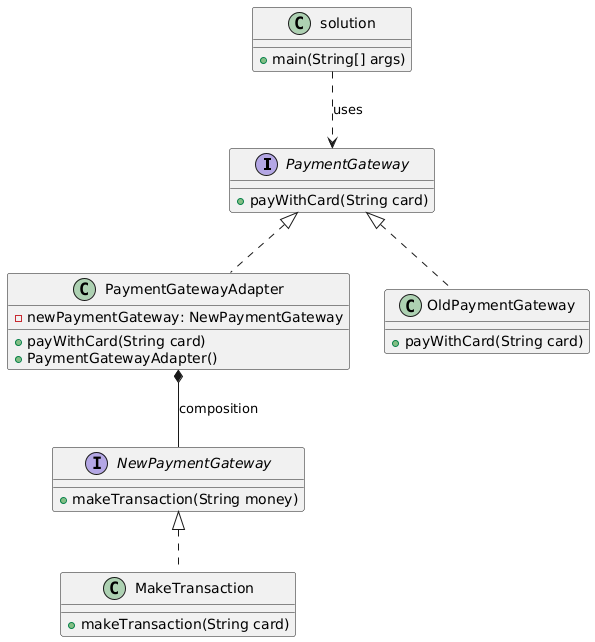 C solution
main(String[] args)
uses
I PaymentGateway
payWithCard(String card)
C PaymentGatewayAdapter
newPaymentGateway: NewPaymentGateway
payWithCard(String card)
PaymentGatewayAdapter()
C OldPaymentGateway
payWithCard(String card)
composition
I NewPaymentGateway
makeTransaction(String money)
C MakeTransaction
makeTransaction(String card)